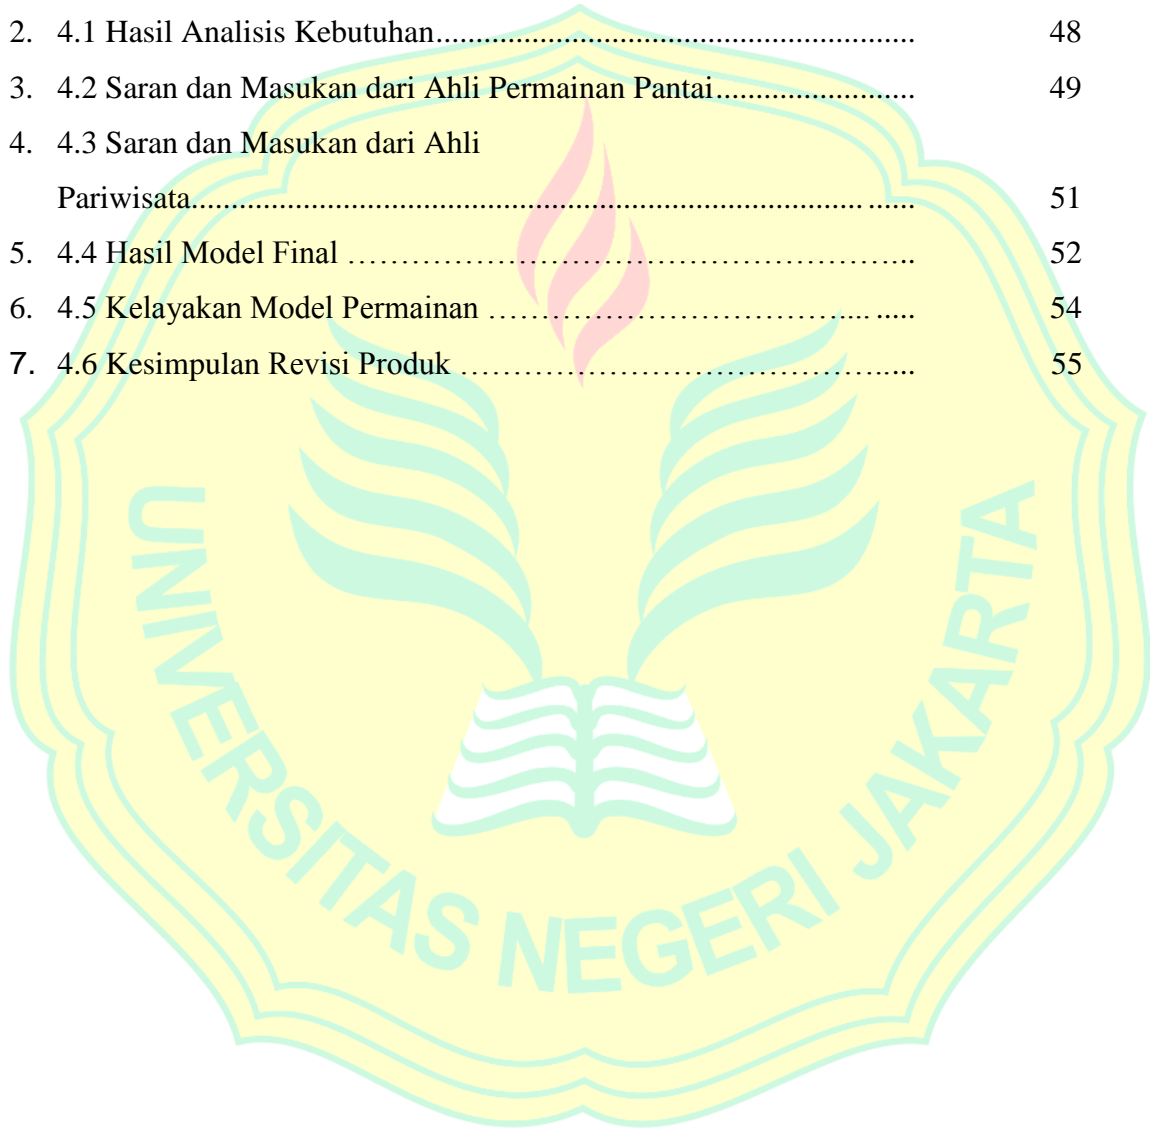 2. 4.1 Hasil Analisis Kebutuhan........................................................... 48
3. 4.2 Saran dan Masukan dari Ahli Permainan Pantai........................ 49
4. 4.3 Saran dan Masukan dari Ahli
Pariwisata.................................................................................... ...... 51
5. 4.4 Hasil Model Final ……………………………………………….. 52
6. 4.5 Kelayakan Model Permainan ………………………………... ..... 54
7. 4.6 Kesimpulan Revisi Produk ……………………………………..... 55
UNIVERSITAS NEGERI JAKARTA